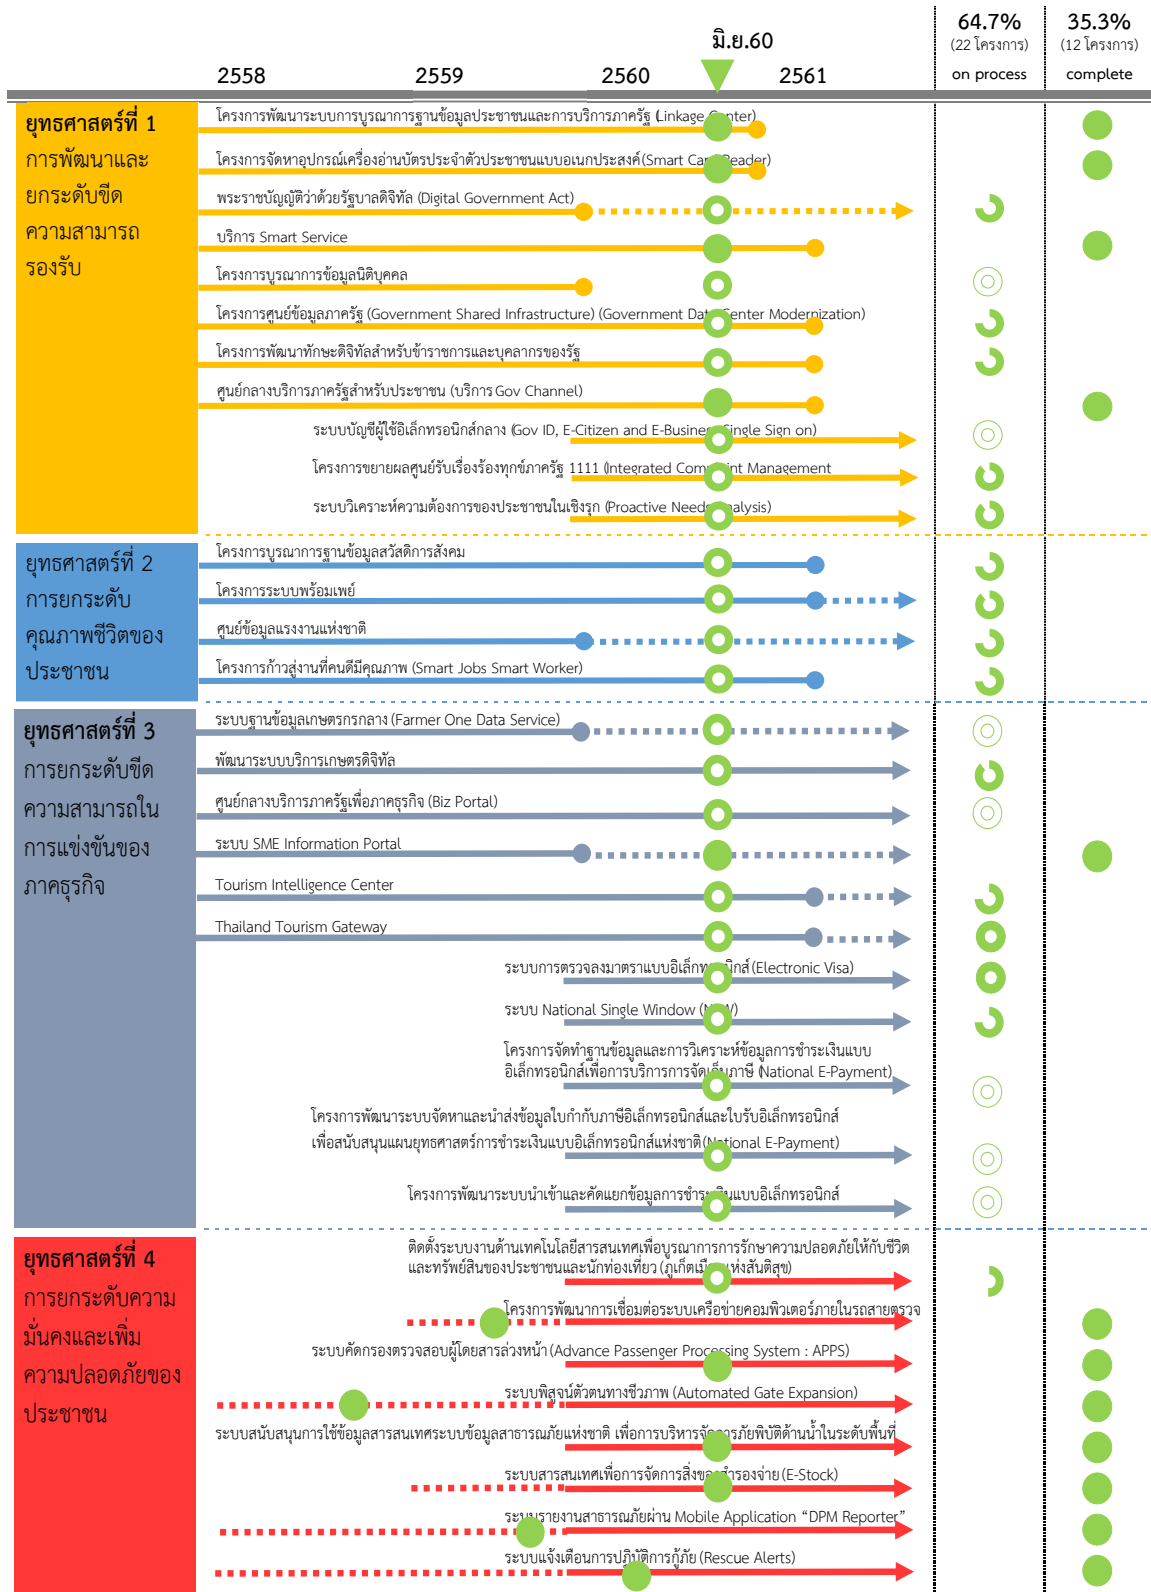 64.7%
35.3%
(22 โครงการ)
(12 โครงการ)
มิ.ย.60
on process
complete
2558
2559
2560
2561
ยุทธศาสตร์ที่ 1
การพัฒนาและ
ยกระดับขีด
ความสามารถ
รองรับ
โครงการพัฒนาระบบการบูรณาการฐานข้อมูลประชาชนและการบริการภาครัฐ (Linkage Center)
โครงการจัดหาอุปกรณ์เครื่องอ่านบัตรประจำตัวประชาชนแบบอเนกประสงค์ (Smart Card Reader)
พระราชบัญญัติว่าด้วยรัฐบาลดิจิทัล (Digital Government Act)
บริการ Smart Service
โครงการบูรณาการข้อมูลนิติบุคคล
โครงการศูนย์ข้อมูลภาครัฐ (Government Shared Infrastructure) (Government Data Center Modernization)
โครงการพัฒนาทักษะดิจิทัลสำหรับข้าราชการและบุคลากรของรัฐ
ศูนย์กลางบริการภาครัฐสำหรับประชาชน (บริการ Gov Channel)
ระบบบัญชีผู้ใช้อิเล็กทรอนิกส์กลาง (Gov ID, E-Citizen and E-Business Single Sign on)
โครงการขยายผลศูนย์รับเรื่องร้องทุกข์ภาครัฐ 1111 (Integrated Complaint Management
ระบบวิเคราะห์ความต้องการของประชาชนในเชิงรุก (Proactive Needs Analysis)
ยุทธศาสตร์ที่ 2
การยกระดับ
คุณภาพชีวิตของ
ประชาชน
โครงการบูรณาการฐานข้อมูลสวัสดิการสังคม
โครงการระบบพร้อมเพย์
ศูนย์ข้อมูลแรงงานแห่งชาติ
โครงการก้าวสู่งานที่คนดีมีคุณภาพ (Smart Jobs Smart Worker)
ยุทธศาสตร์ที่ 3
การยกระดับขีด
ความสามารถใน
การแข่งขันของ
ภาคธุรกิจ
ระบบฐานข้อมูลเกษตรกรกลาง (Farmer One Data Service)
พัฒนาระบบบริการเกษตรดิจิทัล
ศูนย์กลางบริการภาครัฐเพื่อภาคธุรกิจ (Biz Portal)
ระบบ SME Information Portal
Tourism Intelligence Center
Thailand Tourism Gateway
ระบบการตรวจลงมาตราแบบอิเล็กทรอนิกส์ (Electronic Visa)
ระบบ National Single Window (NSW)
โครงการจัดทำฐานข้อมูลและการวิเคราะห์ข้อมูลการชำระเงินแบบ
อิเล็กทรอนิกส์เพื่อการบริการการจัดเก็บภาษี (National E-Payment)
โครงการพัฒนาระบบจัดหาและนำส่งข้อมูลใบกำกับภาษีอิเล็กทรอนิกส์และใบรับอิเล็กทรอนิกส์
เพื่อสนับสนุนแผนยุทธศาสตร์การชำระเงินแบบอิเล็กทรอนิกส์แห่งชาติ (National E-Payment)
โครงการพัฒนาระบบนำเข้าและคัดแยกข้อมูลการชำระเงินแบบอิเล็กทรอนิกส์
ยุทธศาสตร์ที่ 4
การยกระดับความ
มั่นคงและเพิ่ม
ความปลอดภัยของ
ประชาชน
ติดตั้งระบบงานด้านเทคโนโลยีสารสนเทศเพื่อบูรณาการการรักษาความปลอดภัยให้กับชีวิต
และทรัพย์สินของประชาชนและนักท่องเที่ยว (ภูเก็ตเมืองแห่งสันติสุข)
โครงการพัฒนาการเชื่อมต่อระบบเครือข่ายคอมพิวเตอร์ภายในรถสายตรวจ
ระบบคัดกรองตรวจสอบผู้โดยสารล่วงหน้า (Advance Passenger Processing System : APPS)
ระบบพิสูจน์ตัวตนทางชีวภาพ (Automated Gate Expansion)
ระบบสนับสนุนการใช้ข้อมูลสารสนเทศระบบข้อมูลสาธารณภัยแห่งชาติ เพื่อการบริหารจัดการภัยพิบัติด้านน้ำในระดับพื้นที่
ระบบสารสนเทศเพื่อการจัดการสิ่งของสำรองจ่าย (E-Stock)
ระบบรายงานสาธารณภัยผ่าน Mobile Application “DPM Reporter”
ระบบแจ้งเตือนการปฏิบัติการกู้ภัย (Rescue Alerts)